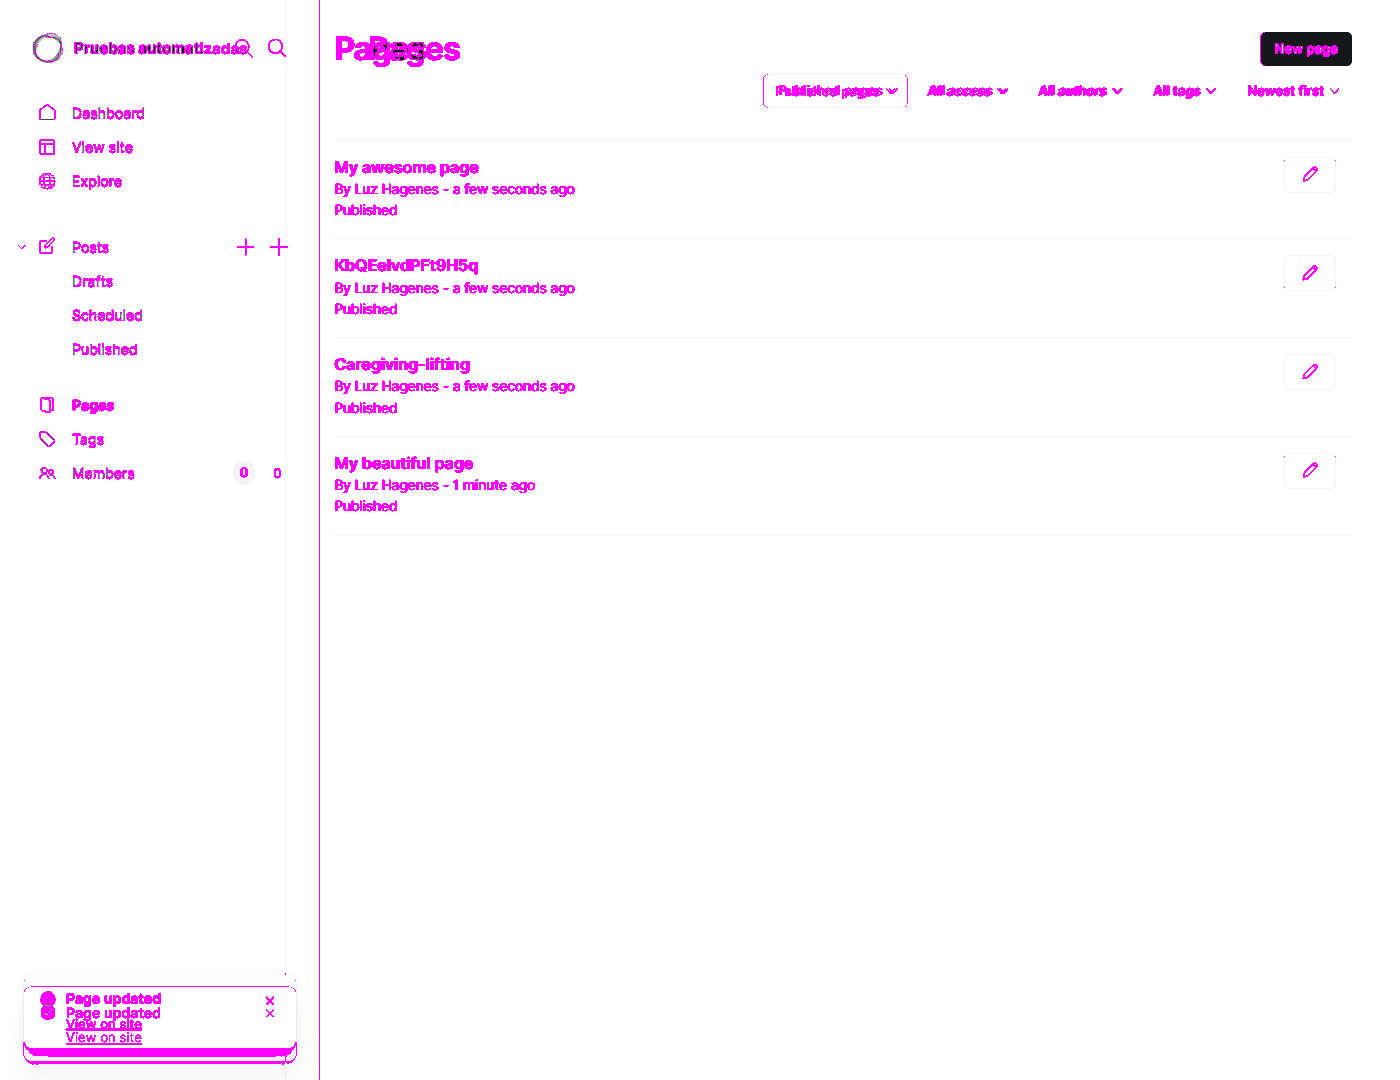 Pruebas automatizadas
Dashboard
View site
Explore
Posts
Drafts
Scheduled
Published
Pages
Tags
Members 0 0
Pages
New page
Published pages All access All authors All tags Newest first
My awesome page
By Luz Hagenes - a few seconds ago
Published
By Luz Hagenes - a few seconds ago
Published
Caregiving-lifting
By Luz Hagenes - a few seconds ago
Published
My beautiful page
By Luz Hagenes - 1 minute ago
Published
Page updated
Page updated
View on site
View on site